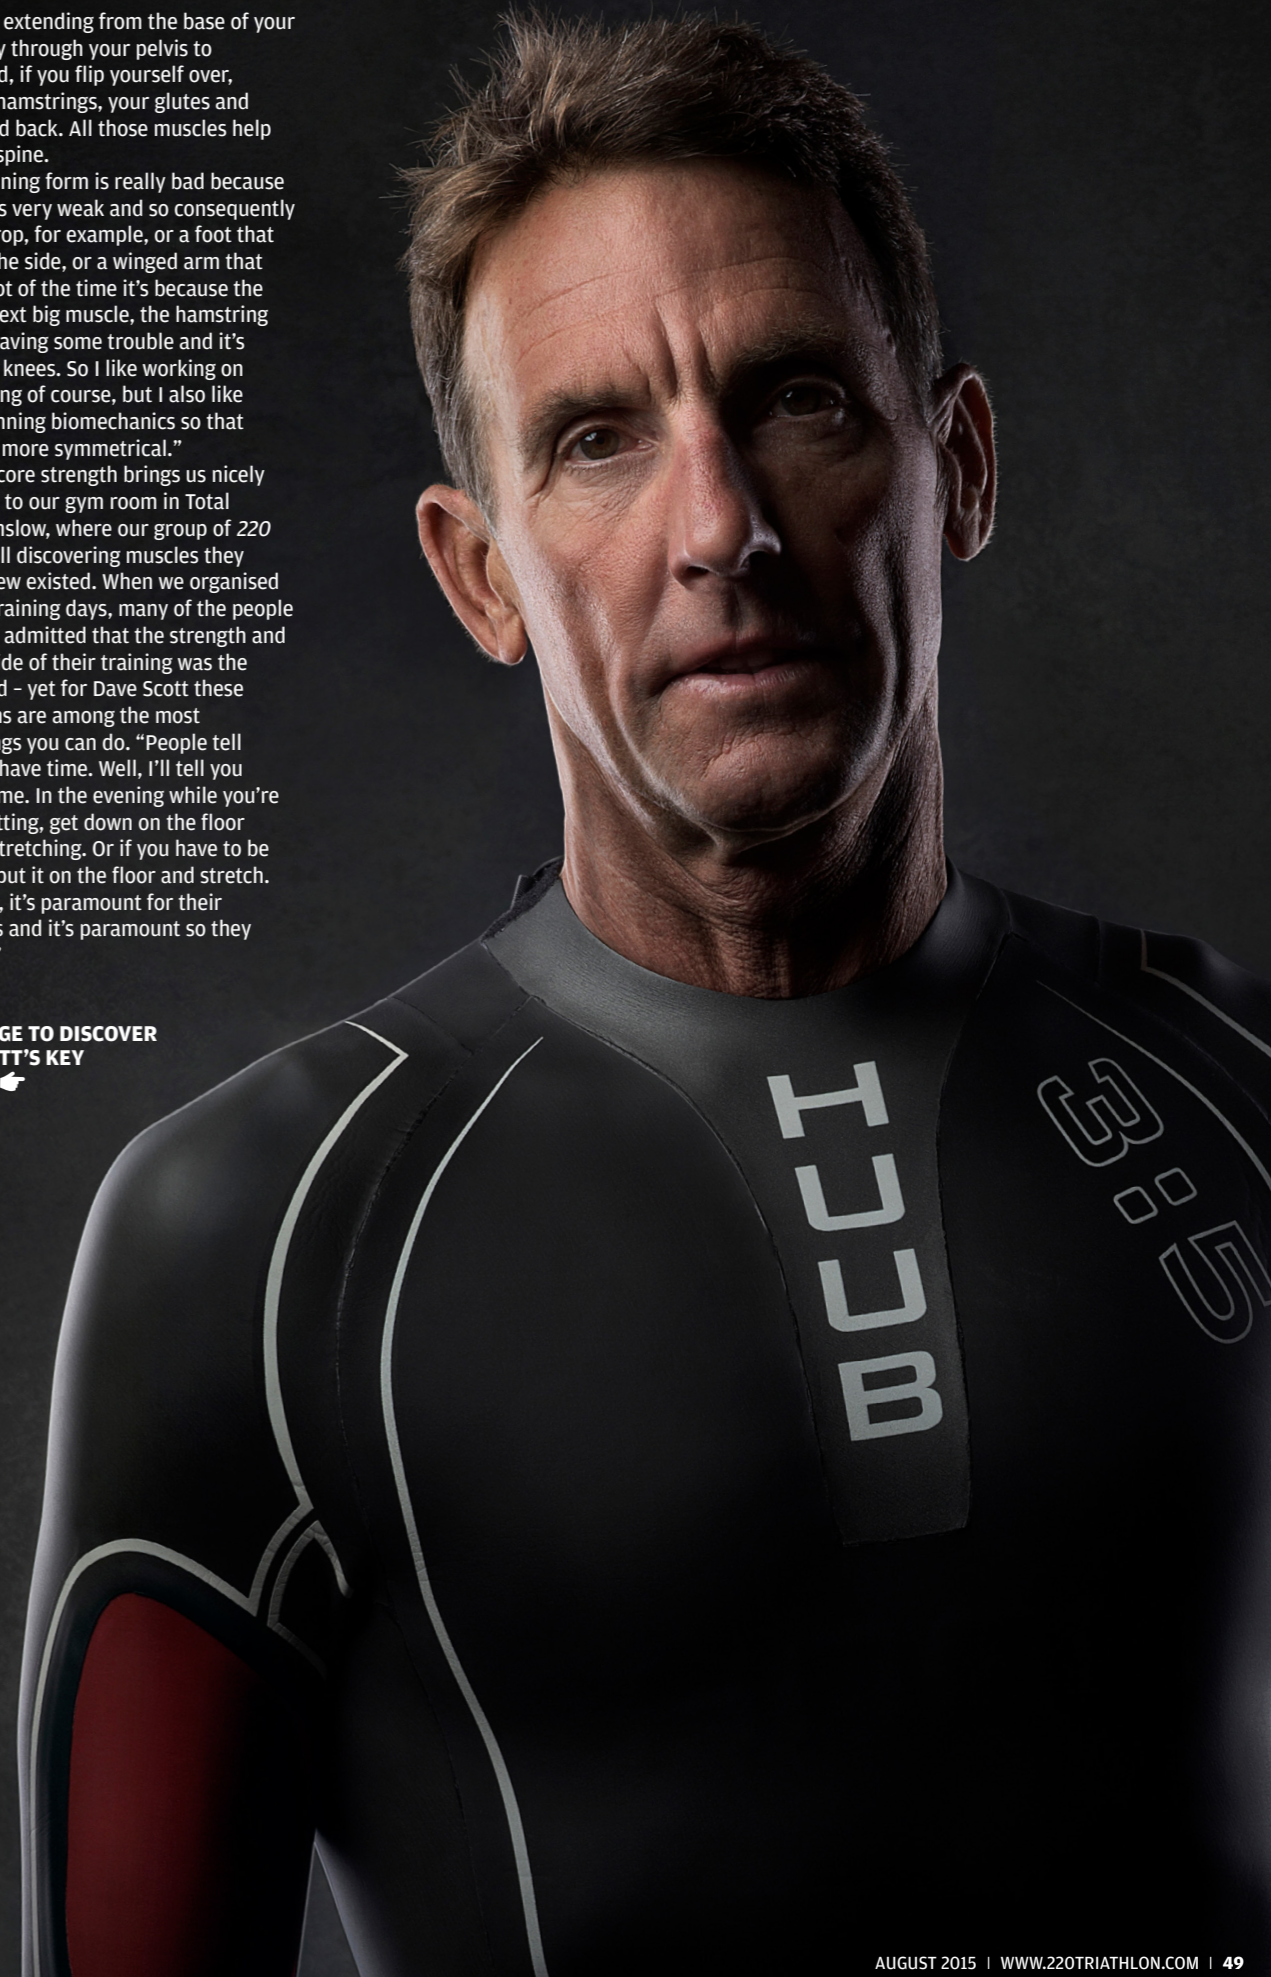 extending from the base of your
y through your pelvis to
d, if you flip yourself over,
hamstrings, your glutes and
d back. All those muscles help
spine.
ning form is really bad because
s very weak and so consequently
rop, for example, or a foot that
he side, or a winged arm that
ot of the time it’s because the
ext big muscle, the hamstring
aving some trouble and it’s
knees. So I like working on
ng of course, but I also like
nning biomechanics so that
more symmetrical.”
core strength brings us nicely
to our gym room in Total
nslow, where our group of 220
ll discovering muscles they
ew existed. When we organised
raining days, many of the people
admitted that the strength and
ide of their training was the
d – yet for Dave Scott these
ns are among the most
ngs you can do. “People tell
have time. Well, I’ll tell you
me. In the evening while you’re
tting, get down on the floor
tretching. Or if you have to be
put it on the floor and stretch.
, it’s paramount for their
s and it’s paramount so they
GE TO DISCOVER
TT’S KEY
HUUB
3:5
AUGUST 2015 | WWW.220TRIATHLON.COM | 49